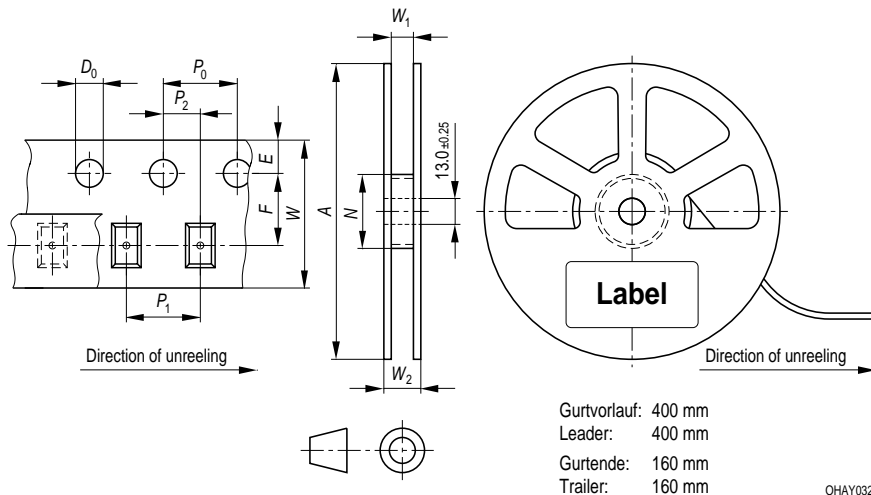 W1
D0
P0
P2
E
F
W
A
N
13.0 ±0.25
Label
P1
Direction of unreeling
W2
Direction of unreeling
Gurtvorlauf: 400 mm
Leader: 400 mm
Gurtende: 160 mm
Trailer: 160 mm
OHAY032